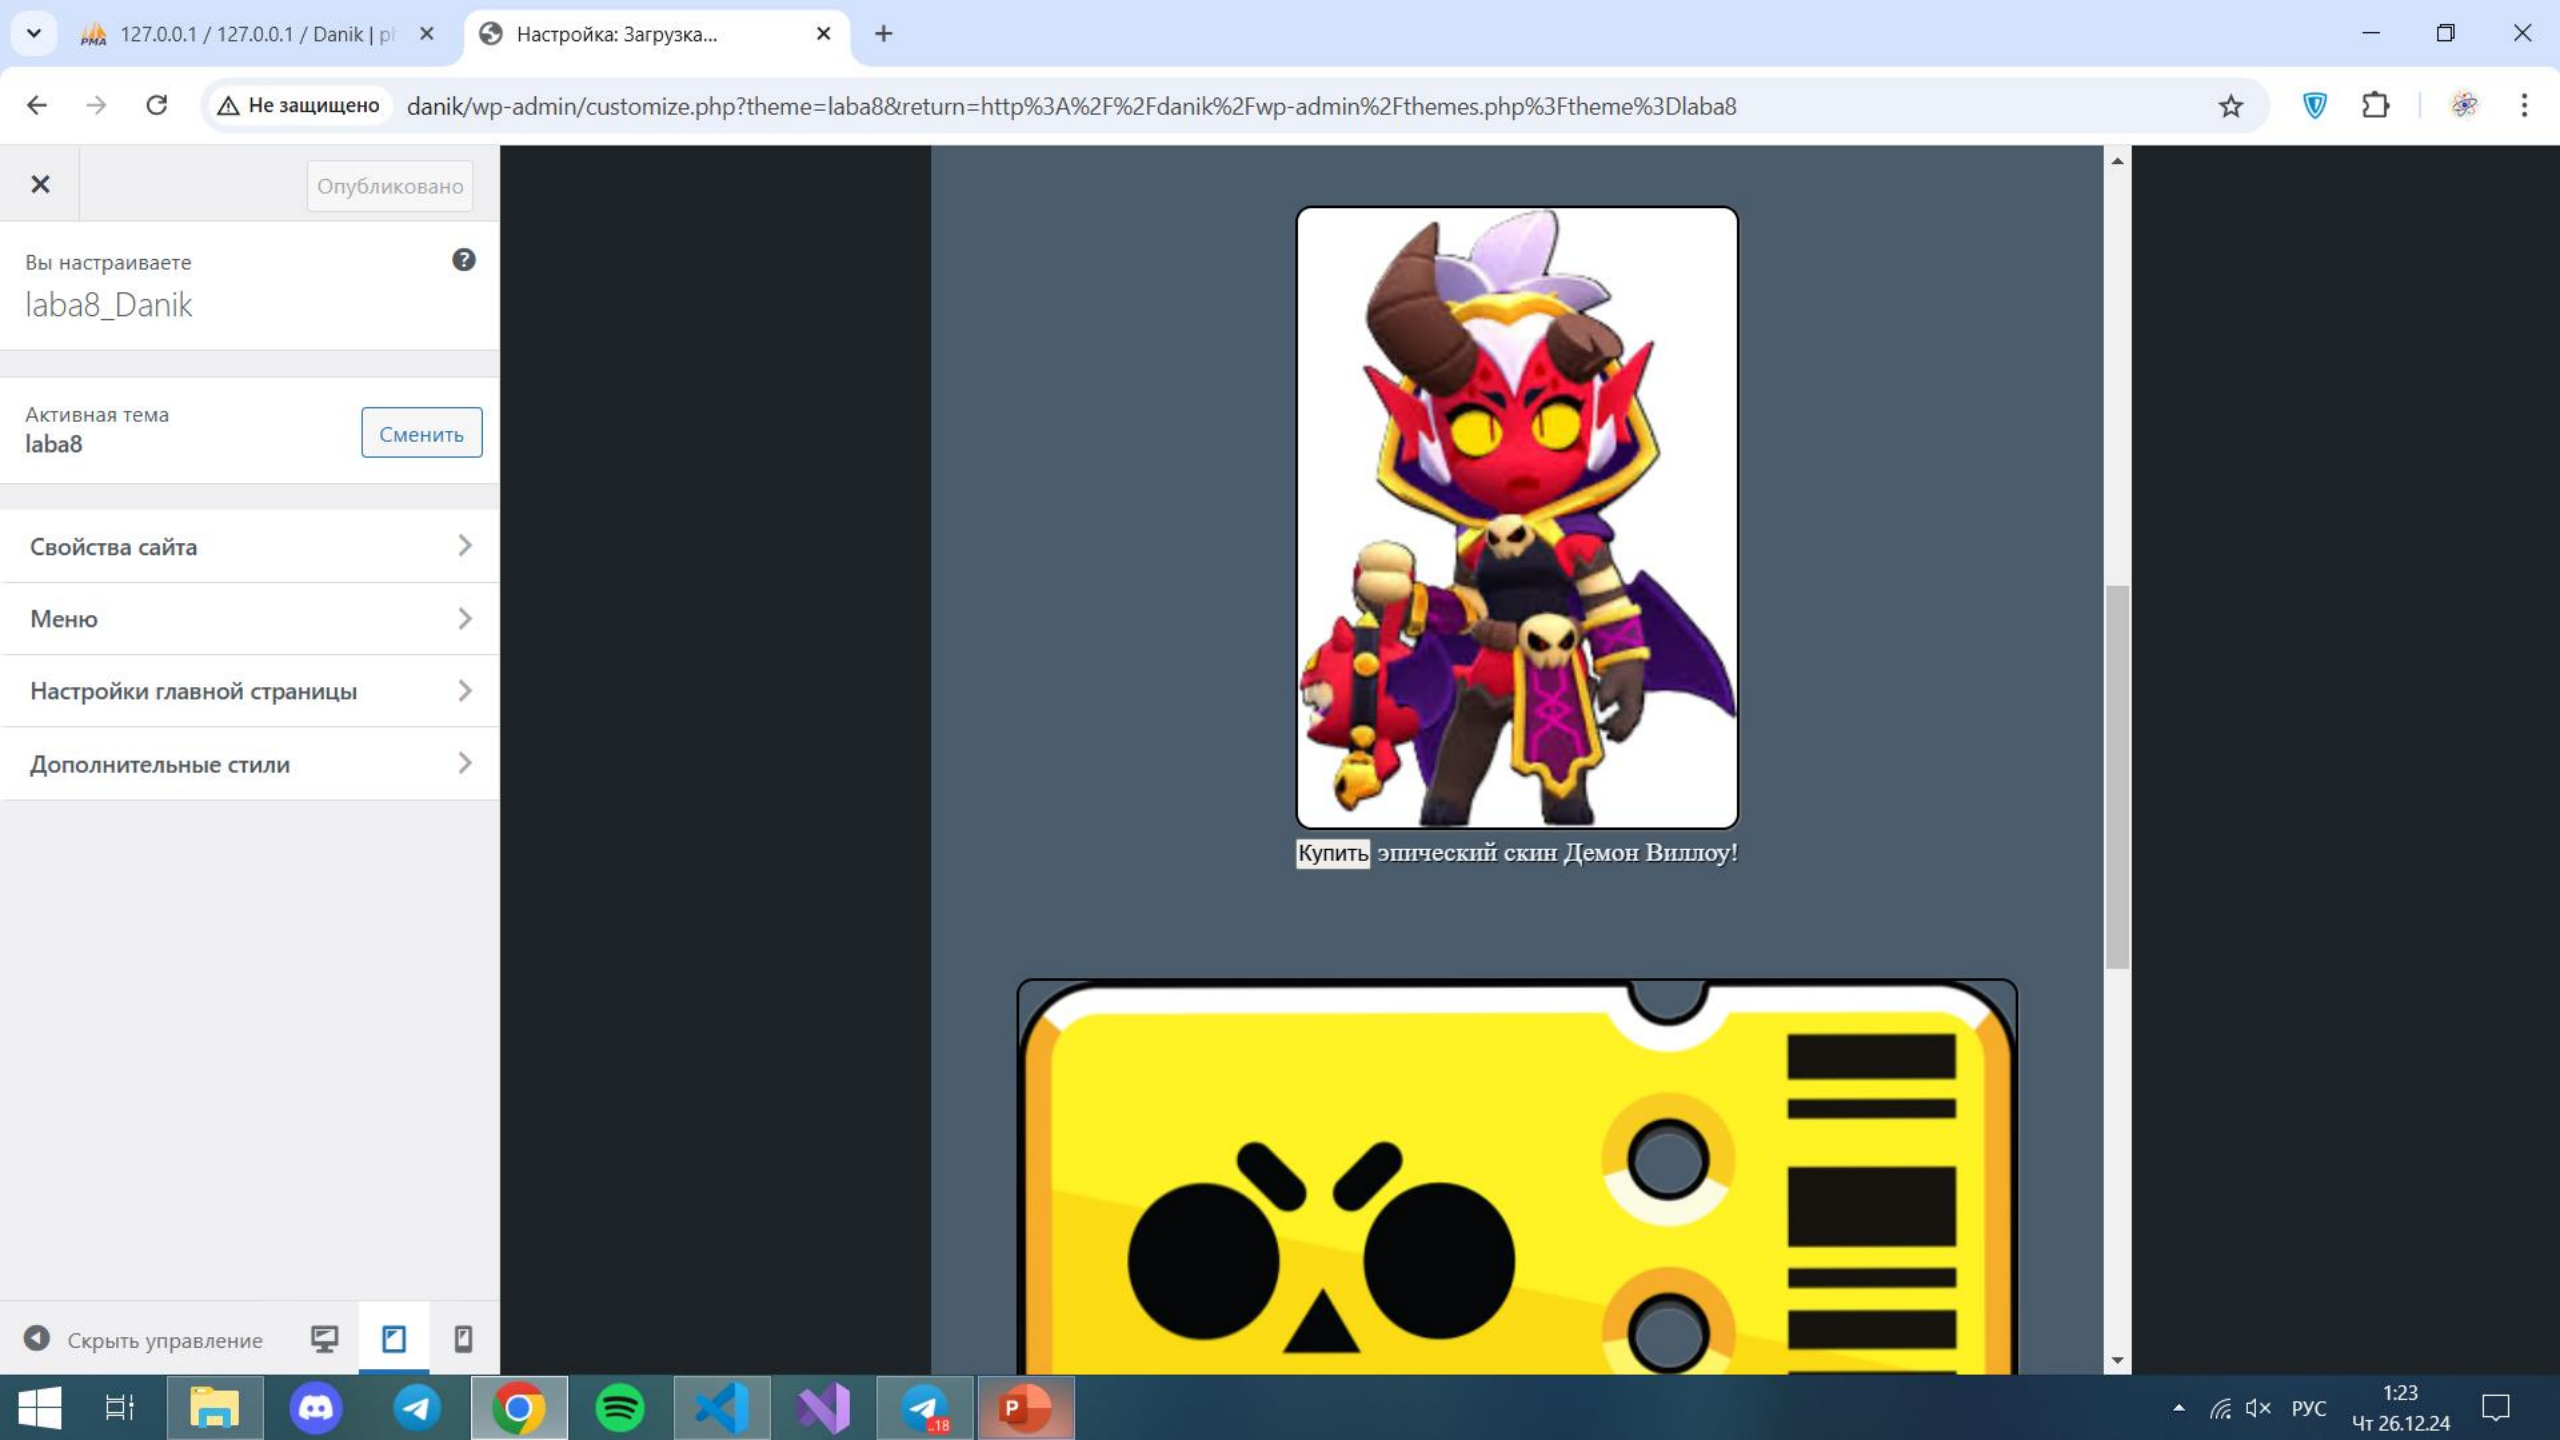 PMA 127.0.0.1 / 127.0.0.1 / Danik | ph
Настройка: Загрузка...
Не защищено
danik/wp-admin/customize.php?theme=laba8&return=http%3A%2F%2Fdanik%2Fwp-admin%2Fthemes.php%3Ftheme%3Dlaba8
Опубликовано
Вы настраиваете
laba8_Danik
Активная тема
laba8
Сменить
Свойства сайта
Меню
Настройки главной страницы
Дополнительные стили
Купить эпический скин Демон Виллоу!
Скрыть управление
..18
P
РУС
1:23
Чт 26.12.24